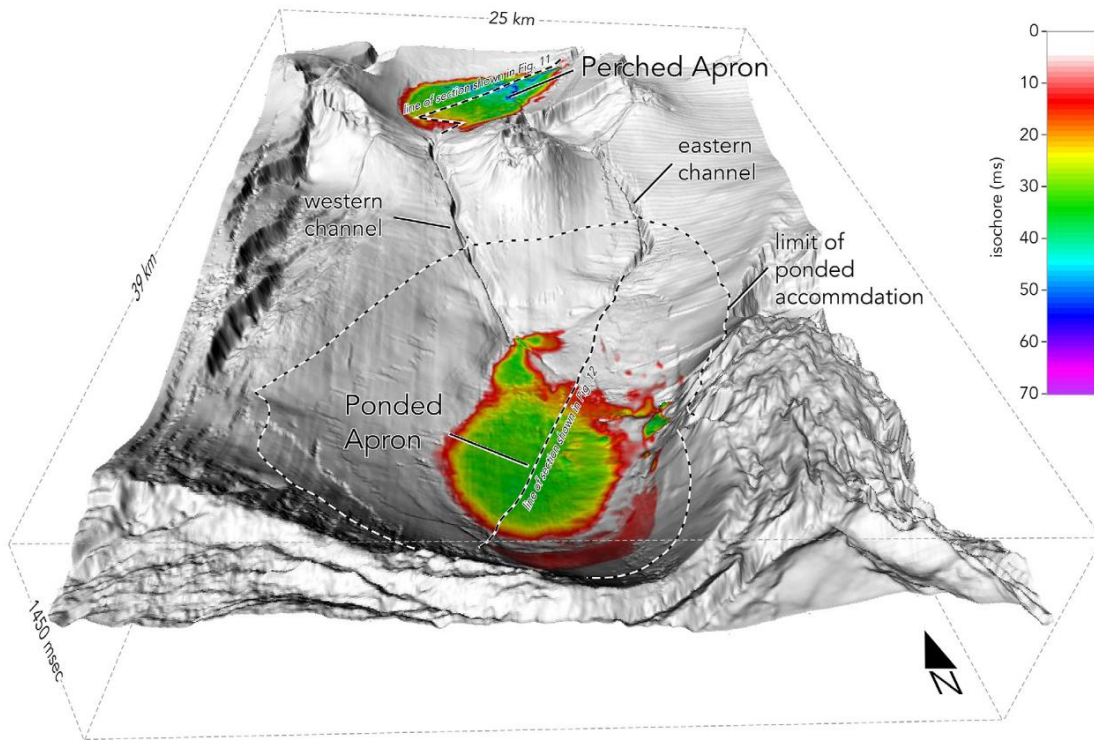 25 km
line of section shown in Fig. 11
Perched Apron
eastern
channel
western
channel
limit of
ponded
accommdation
39 km
Ponded
Apron
line of section shown in Fig. 12
1450 msec
N
isochore (ms)
0
10
20
30
40
50
60
70